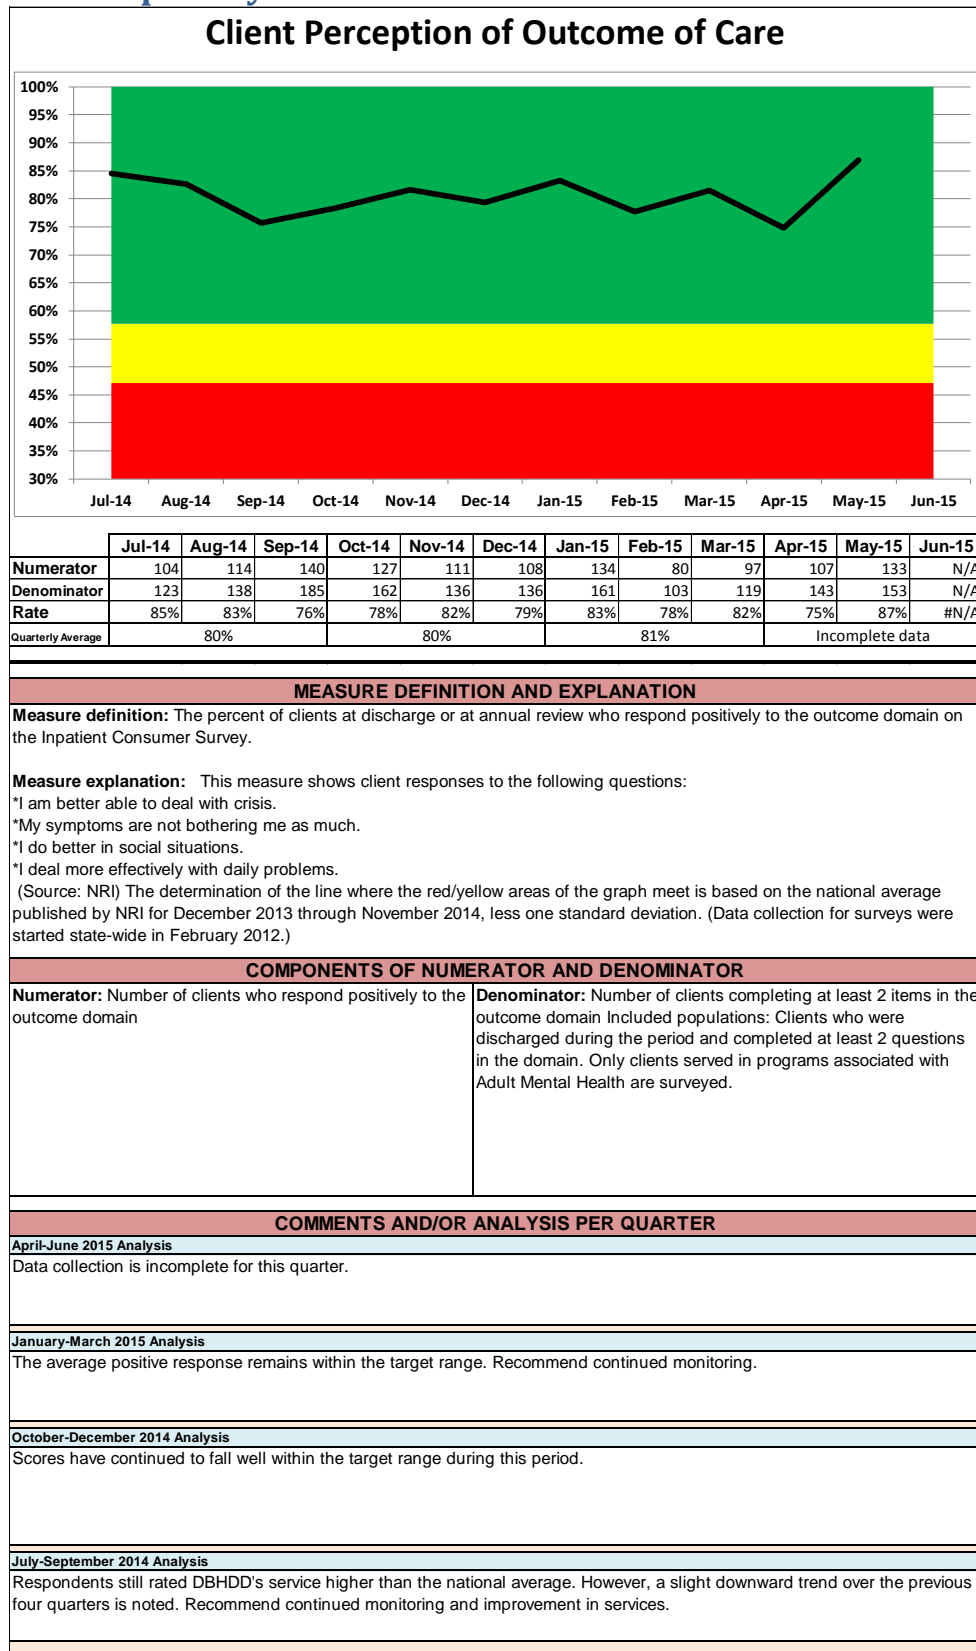 Client Perception of Outcome of Care
100%
95%
90%
85%
80%
75%
70%
65%
60%
55%
50%
45%
40%
35%
30%
Jul-14 Aug-14 Sep-14 Oct-14 Nov-14 Dec-14 Jan-15 Feb-15 Mar-15 Apr-15 May-15 Jun-15
Jul-14 Aug-14 Sep-14 Oct-14 Nov-14 Dec-14 Jan-15 Feb-15 Mar-15 Apr-15 May-15 Jun-15
Numerator 104 114 140 127 111 108 134 80 97 107 133 N/A
Denominator 123 138 185 162 136 136 161 103 119 143 153 N/A
Rate 85% 83% 76% 78% 82% 79% 83% 78% 82% 75% 87% #N/A
Quarterly Average 80% 80% 81% Incomplete data
MEASURE DEFINITION AND EXPLANATION
Measure definition: The percent of clients at discharge or at annual review who respond positively to the outcome domain on
the Inpatient Consumer Survey.
Measure explanation: This measure shows client responses to the following questions:
*I am better able to deal with crisis.
*My symptoms are not bothering me as much.
*I do better in social situations.
*I deal more effectively with daily problems.
(Source: NRI) The determination of the line where the red/yellow areas of the graph meet is based on the national average
published by NRI for December 2013 through November 2014, less one standard deviation. (Data collection for surveys were
started state-wide in February 2012.)
COMPONENTS OF NUMERATOR AND DENOMINATOR
Numerator: Number of clients who respond positively to the
outcome domain
Denominator: Number of clients completing at least 2 items in the
outcome domain Included populations: Clients who were
discharged during the period and completed at least 2 questions
in the domain. Only clients served in programs associated with
Adult Mental Health are surveyed.
COMMENTS AND/OR ANALYSIS PER QUARTER
April-June 2015 Analysis
Data collection is incomplete for this quarter.
January-March 2015 Analysis
The average positive response remains within the target range. Recommend continued monitoring.
October-December 2014 Analysis
Scores have continued to fall well within the target range during this period.
July-September 2014 Analysis
Respondents still rated DBHDD's service higher than the national average. However, a slight downward trend over the previous
four quarters is noted. Recommend continued monitoring and improvement in services.